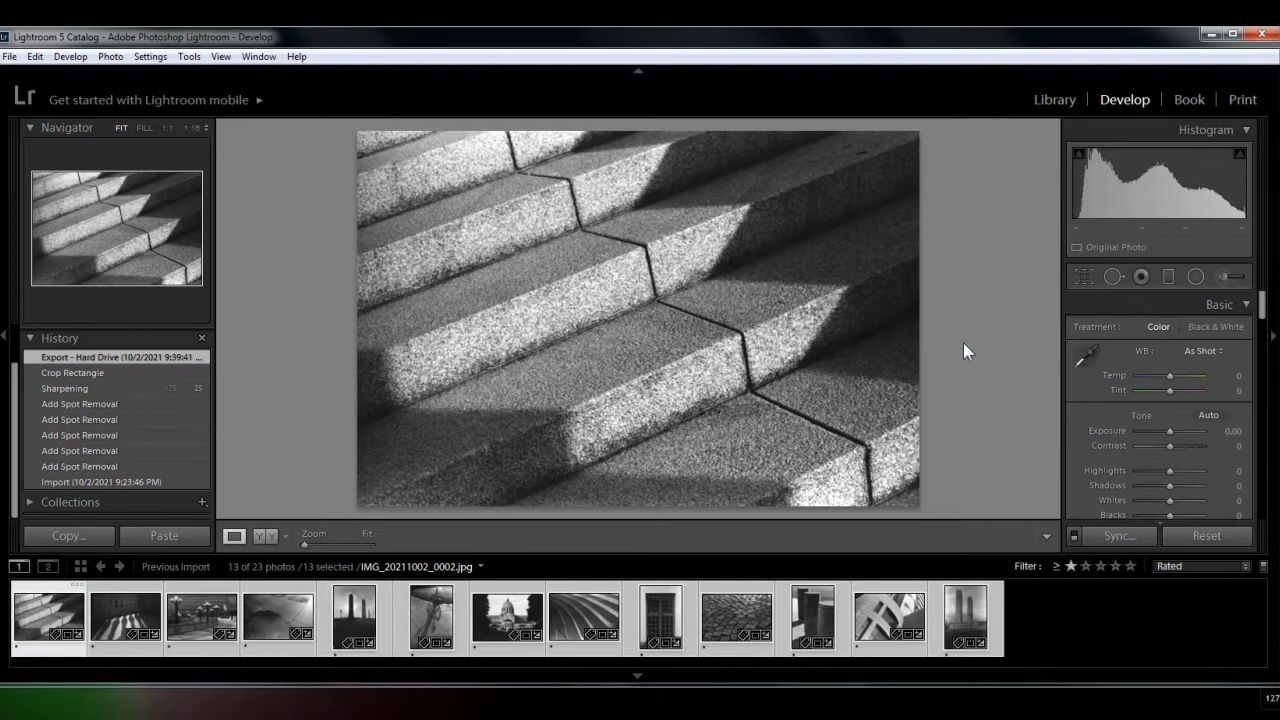 Lightroom 5 Catalog - Adobe Photoshop Lightroom - Develop
File Edit Develop Photo Settings Tools View Window Help
Lr Get started with Lightroom mobile
Library Develop Book Print
Navigator FIT FILL 1:1 1:16
Histogram
Original Photo
Basic
Treatment : Color Black & White
WB : As Shot
Temp 0
Tint 0
Tone Auto
Exposure 0.00
Contrast 0
Highlights 0
Shadows 0
Whites 0
Blacks 0
History
Export - Hard Drive (10/2/2021 9:39:41 ...
Crop Rectangle
Sharpening +25 25
Add Spot Removal
Add Spot Removal
Add Spot Removal
Add Spot Removal
Add Spot Removal
Import (10/2/2021 9:23:46 PM)
Collections
Copy... Paste
YY Zoom Fit
Sync... Reset
1 2 Previous Import 13 of 23 photos /13 selected /IMG_20211002_0002.jpg
Filter : Rated
127